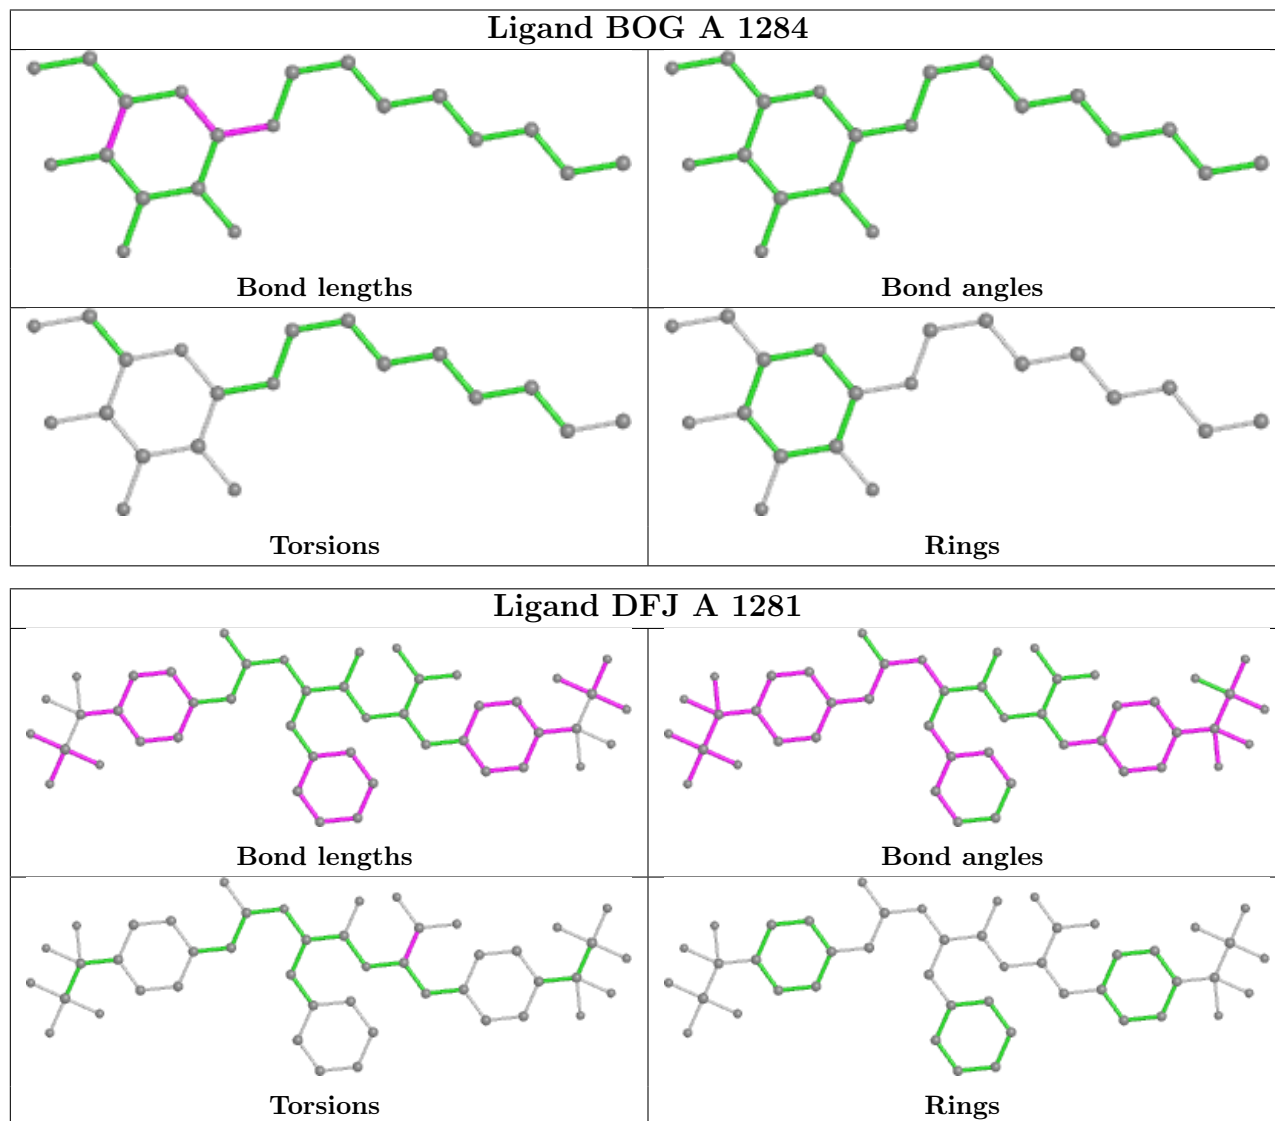 Ligand BOG A 1284
Bond lengths
Bond angles
Torsions
Rings
Ligand DFJ A 1281
Bond lengths
Bond angles
Torsions
Rings